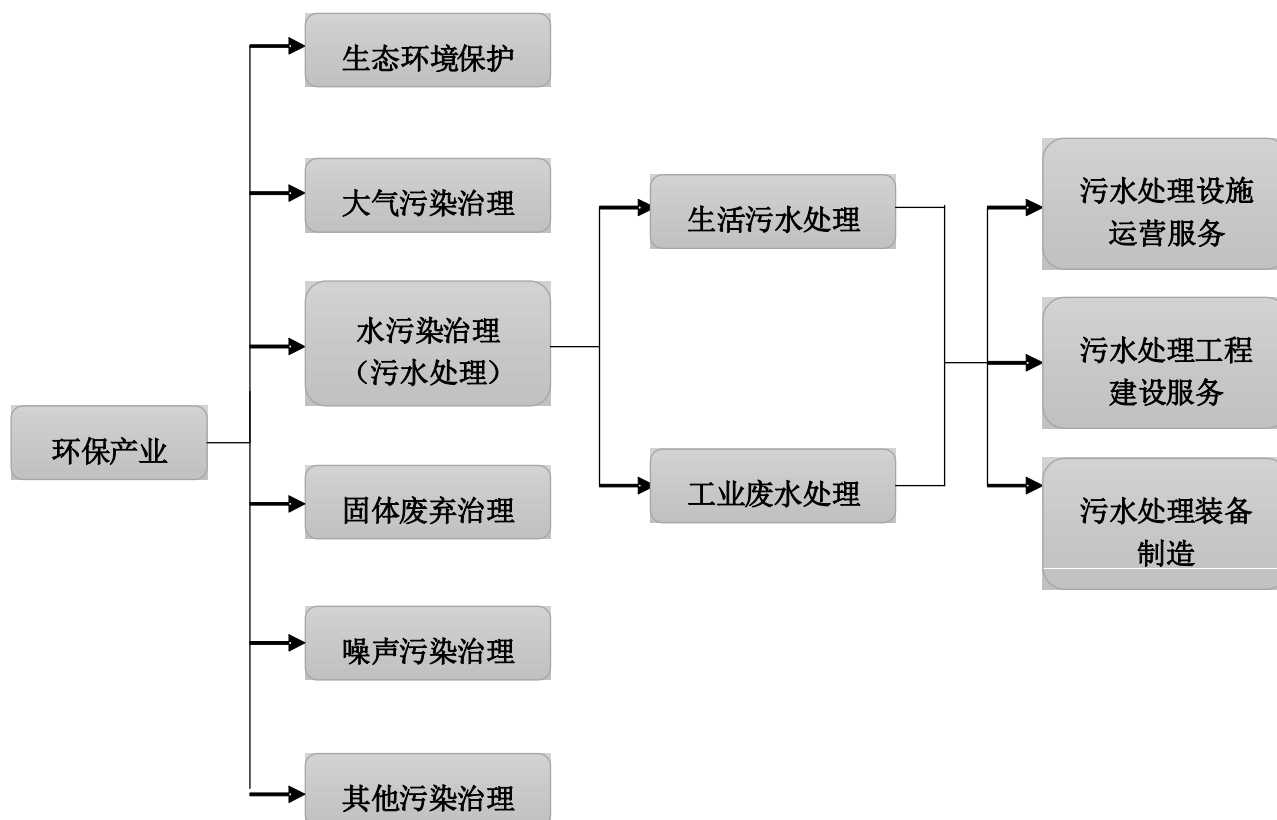 环保产业
生态环境保护
大气污染治理
水污染治理
（污水处理）
固体废弃治理
噪声污染治理
其他污染治理
生活污水处理
工业废水处理
污水处理设施
运营服务
污水处理工程
建设服务
污水处理装备
制造